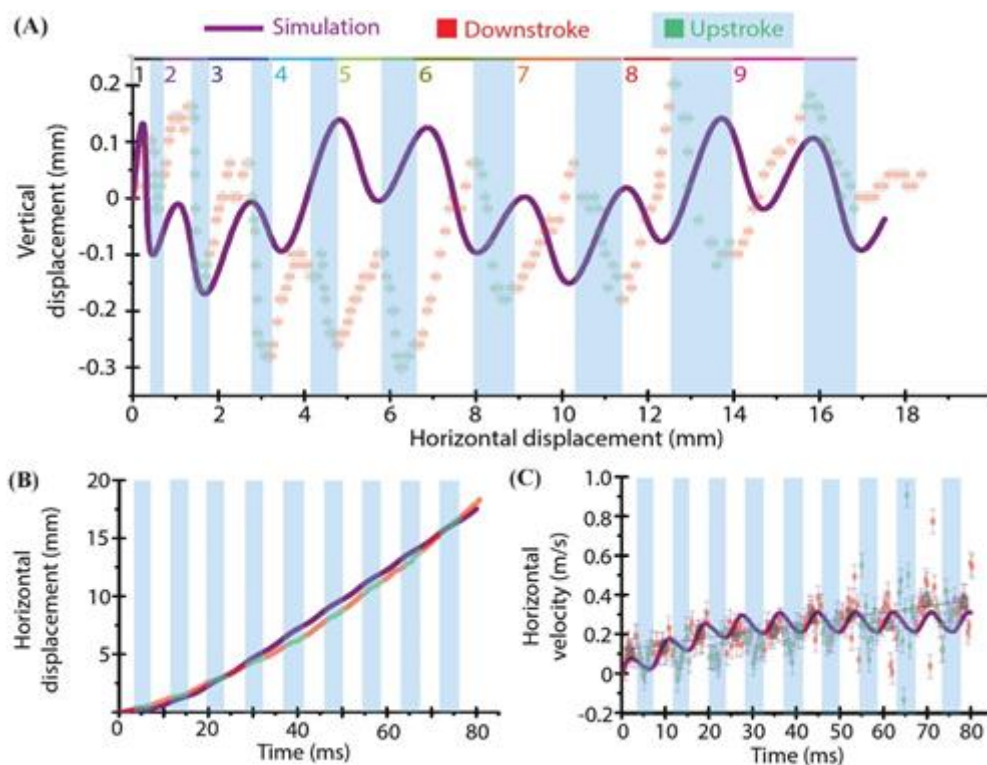 (A)
Simulation Downstroke Upstroke
1 2 3 4 5 6 7 8 9
0.2
0.1
0
-0.1
-0.2
-0.3
Vertical
displacement (mm)
0 2 4 6 8 10 12 14 16 18
Horizontal displacement (mm)
(B)
20
15
10
5
Horizontal
displacement (mm)
0 20 40 60 80
Time (ms)
(C)
1.0
0.8
0.6
0.4
0.2
0
-0.2
Horizontal
velocity (m/s)
0 10 20 30 40 50 60 70 80
Time (ms)